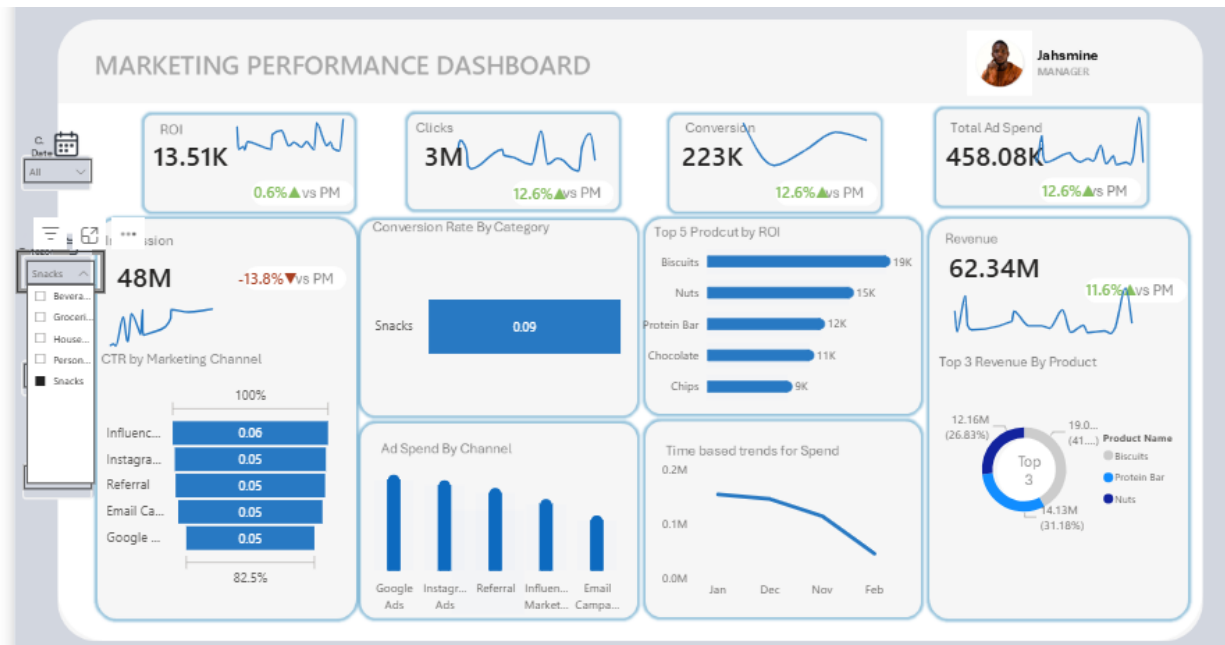 MARKETING PERFORMANCE DASHBOARD
Jahsmine
MANAGER
C.
Date
All
ROI
13.51K
0.6% vs PM
Clicks
3M
12.6% vs PM
Conversion
223K
12.6% vs PM
Total Ad Spend
458.08K
12.6% vs PM
Snacks
Bevera...
Groceri...
House...
Person...
Snacks
48M
-13.8% vs PM
CTR by Marketing Channel
100%
Influenc... 0.06
Instagra... 0.05
Referral 0.05
Email Ca... 0.05
Google ... 0.05
82.5%
Conversion Rate By Category
Snacks 0.09
Top 5 Prodcut by ROI
Biscuits 19K
Nuts 15K
Protein Bar 12K
Chocolate 11K
Chips 9K
Revenue
62.34M
11.6% vs PM
Top 3 Revenue By Product
12.16M
(26.83%)
19.0...
(41....)
Top
3
14.13M
(31.18%)
Product Name
Biscuits
Protein Bar
Nuts
Ad Spend By Channel
Google Ads
Instagr... Ads
Referral
Influen... Market...
Email Campa...
Time based trends for Spend
0.2M
0.1M
0.0M
Jan Dec Nov Feb